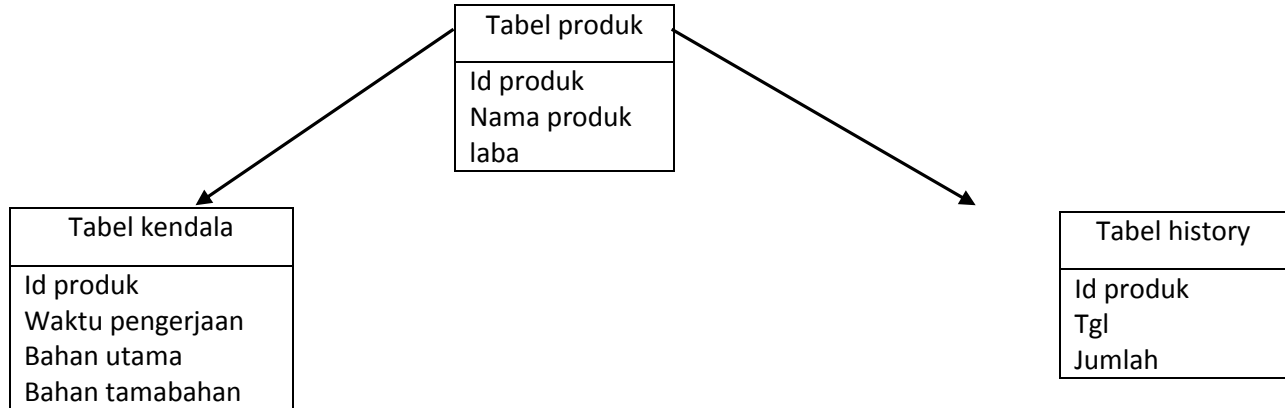 Tabel produk
Id produk
Nama produk
laba
Tabel kendala
Id produk
Waktu pengerjaan
Bahan utama
Bahan tamabahan
Tabel history
Id produk
Tgl
Jumlah